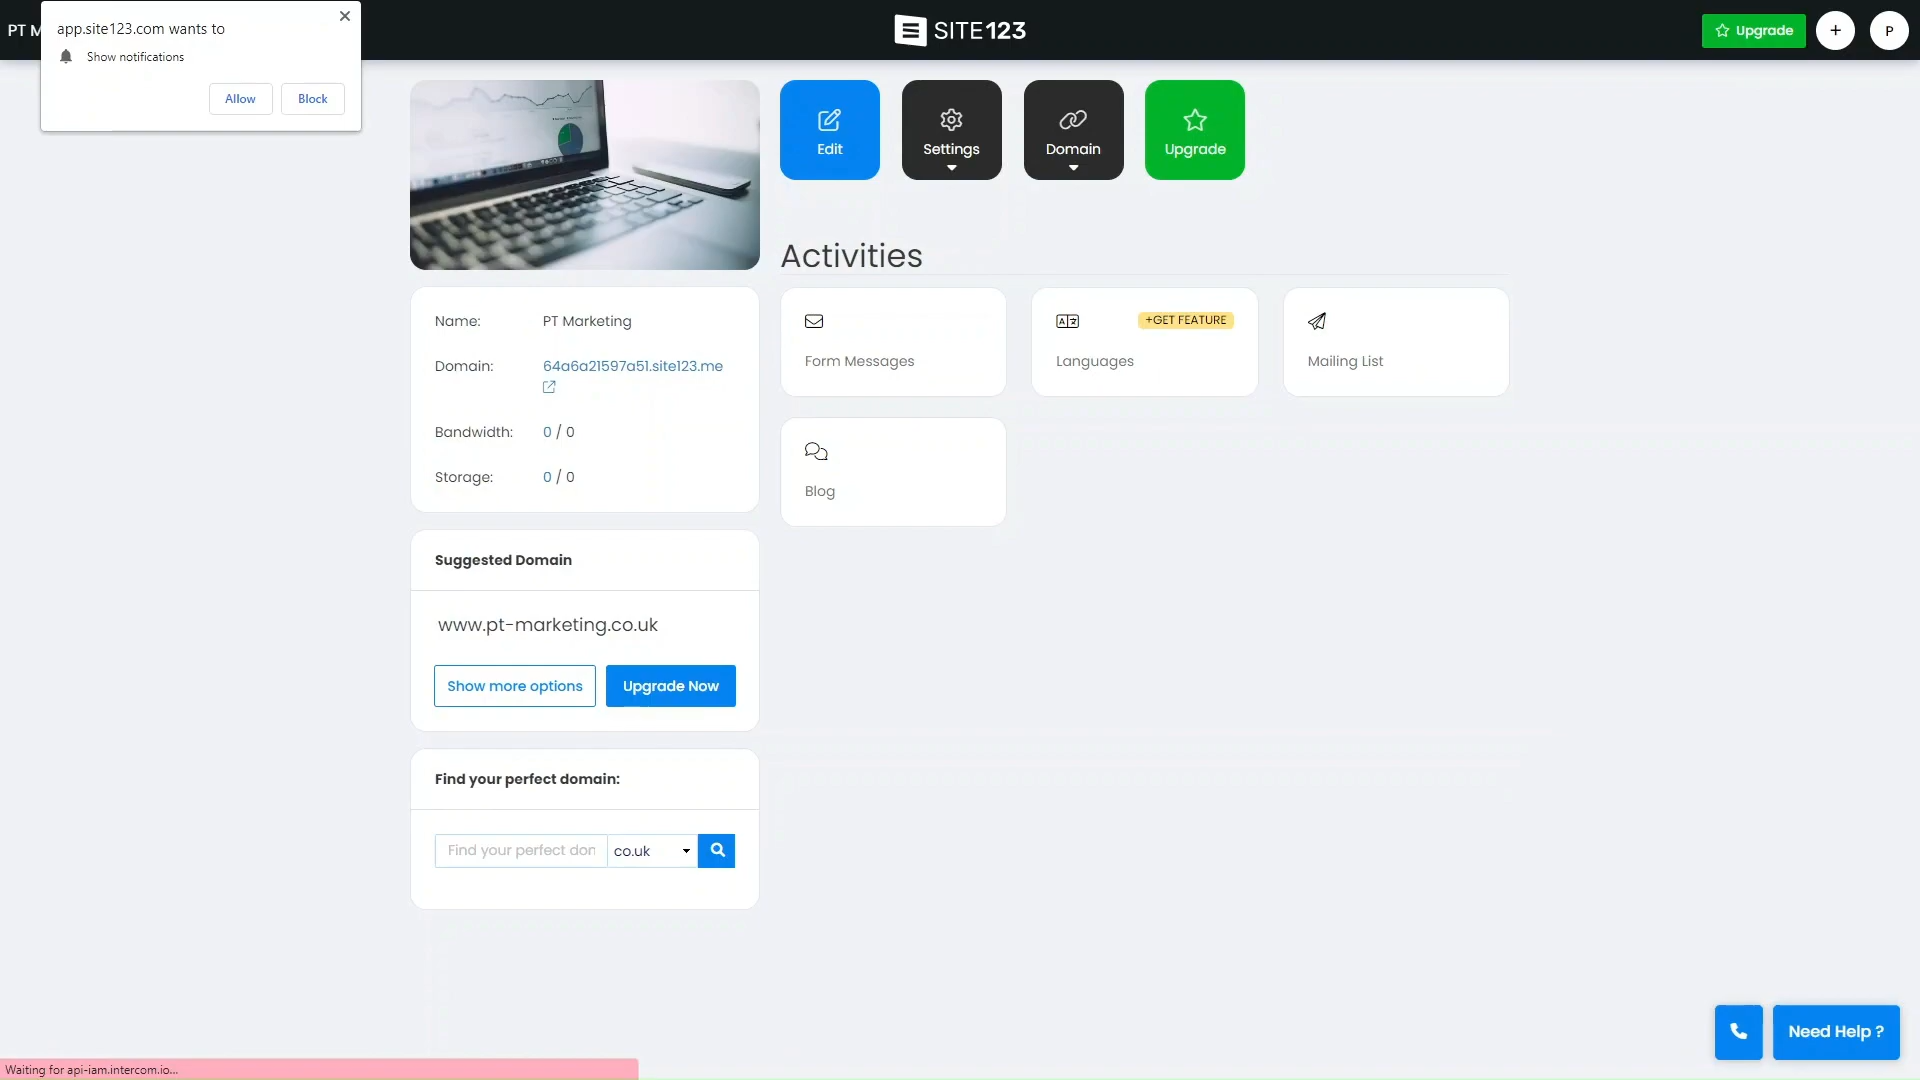 PT M
app.site123.com wants to
Show notifications
Allow
Block
SITE123
Upgrade
P
Edit
Settings
Domain
Upgrade
Activities
Name: PT Marketing
Domain: 64a6a21597a51.site123.me
Bandwidth: 0 / 0
Storage: 0 / 0
Form Messages
+GET FEATURE
Languages
Mailing List
Blog
Suggested Domain
www.pt-marketing.co.uk
Show more options
Upgrade Now
Find your perfect domain:
Find your perfect don
co.uk
Need Help ?
Waiting for api-iam.intercom.io...